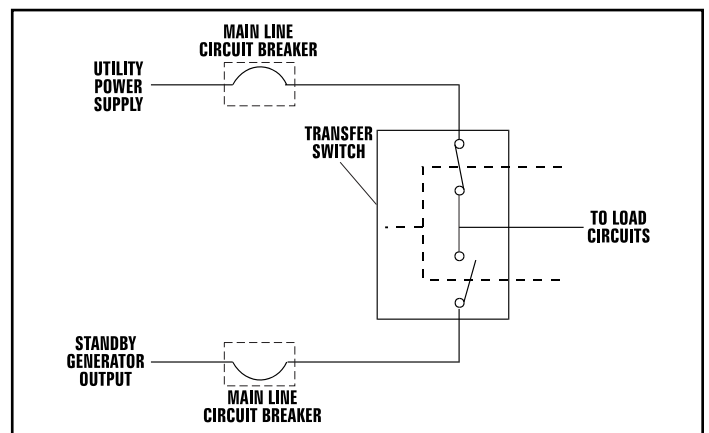 MAIN LINE
CIRCUIT BREAKER
UTILITY
POWER
SUPPLY
TRANSFER
SWITCH
TO LOAD
CIRCUITS
STANDBY
GENERATOR
OUTPUT
MAIN LINE
CIRCUIT BREAKER